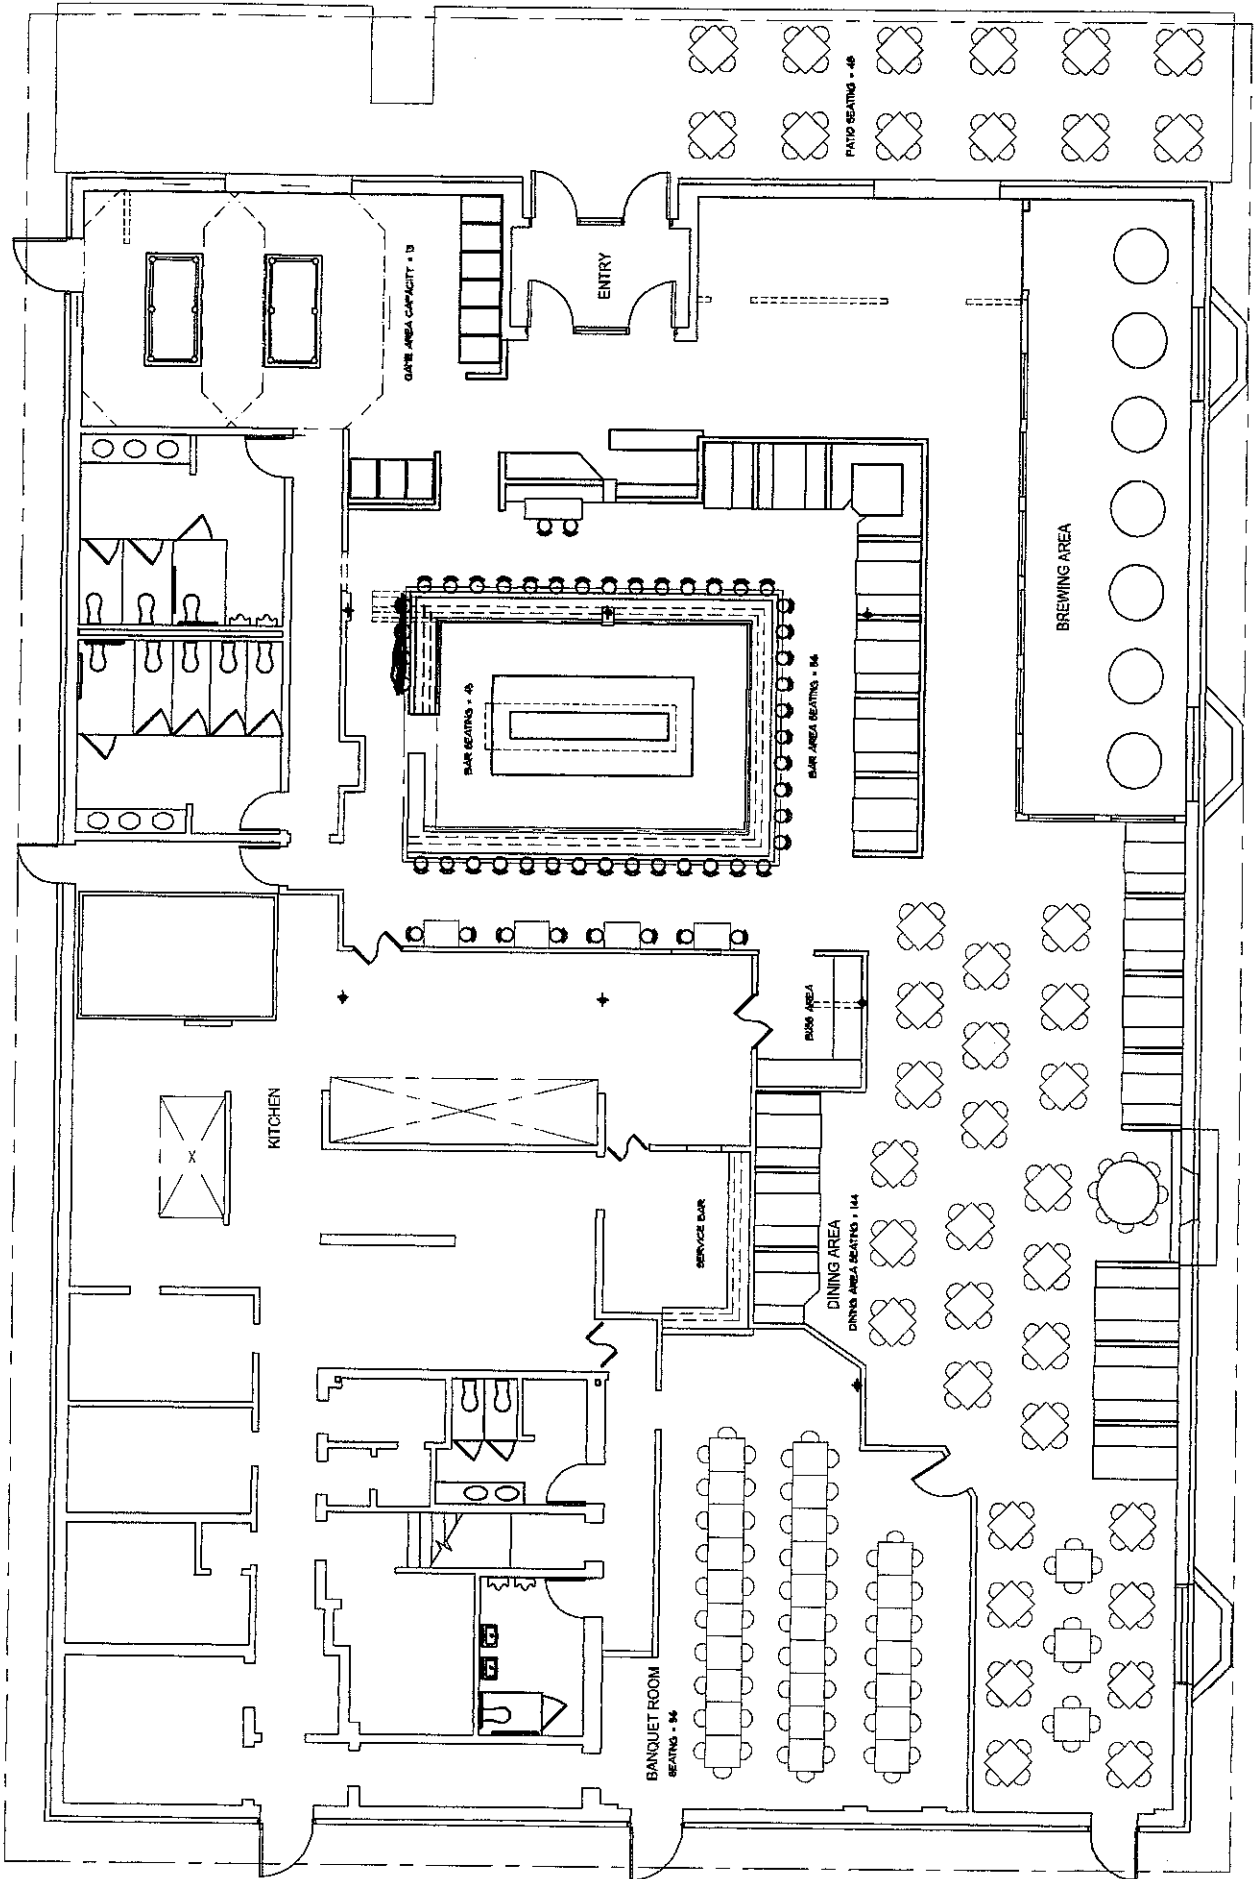 PATIO SEATING = 48
GAME AREA CAPACITY = 13
ENTRY
BREWING AREA
BAR SEATING = 45
BAR AREA SEATING = 56
BUSS AREA
KITCHEN
SERVICE BAR
DINING AREA
DINING AREA SEATING = 144
BANQUET ROOM
SEATING = 56
X